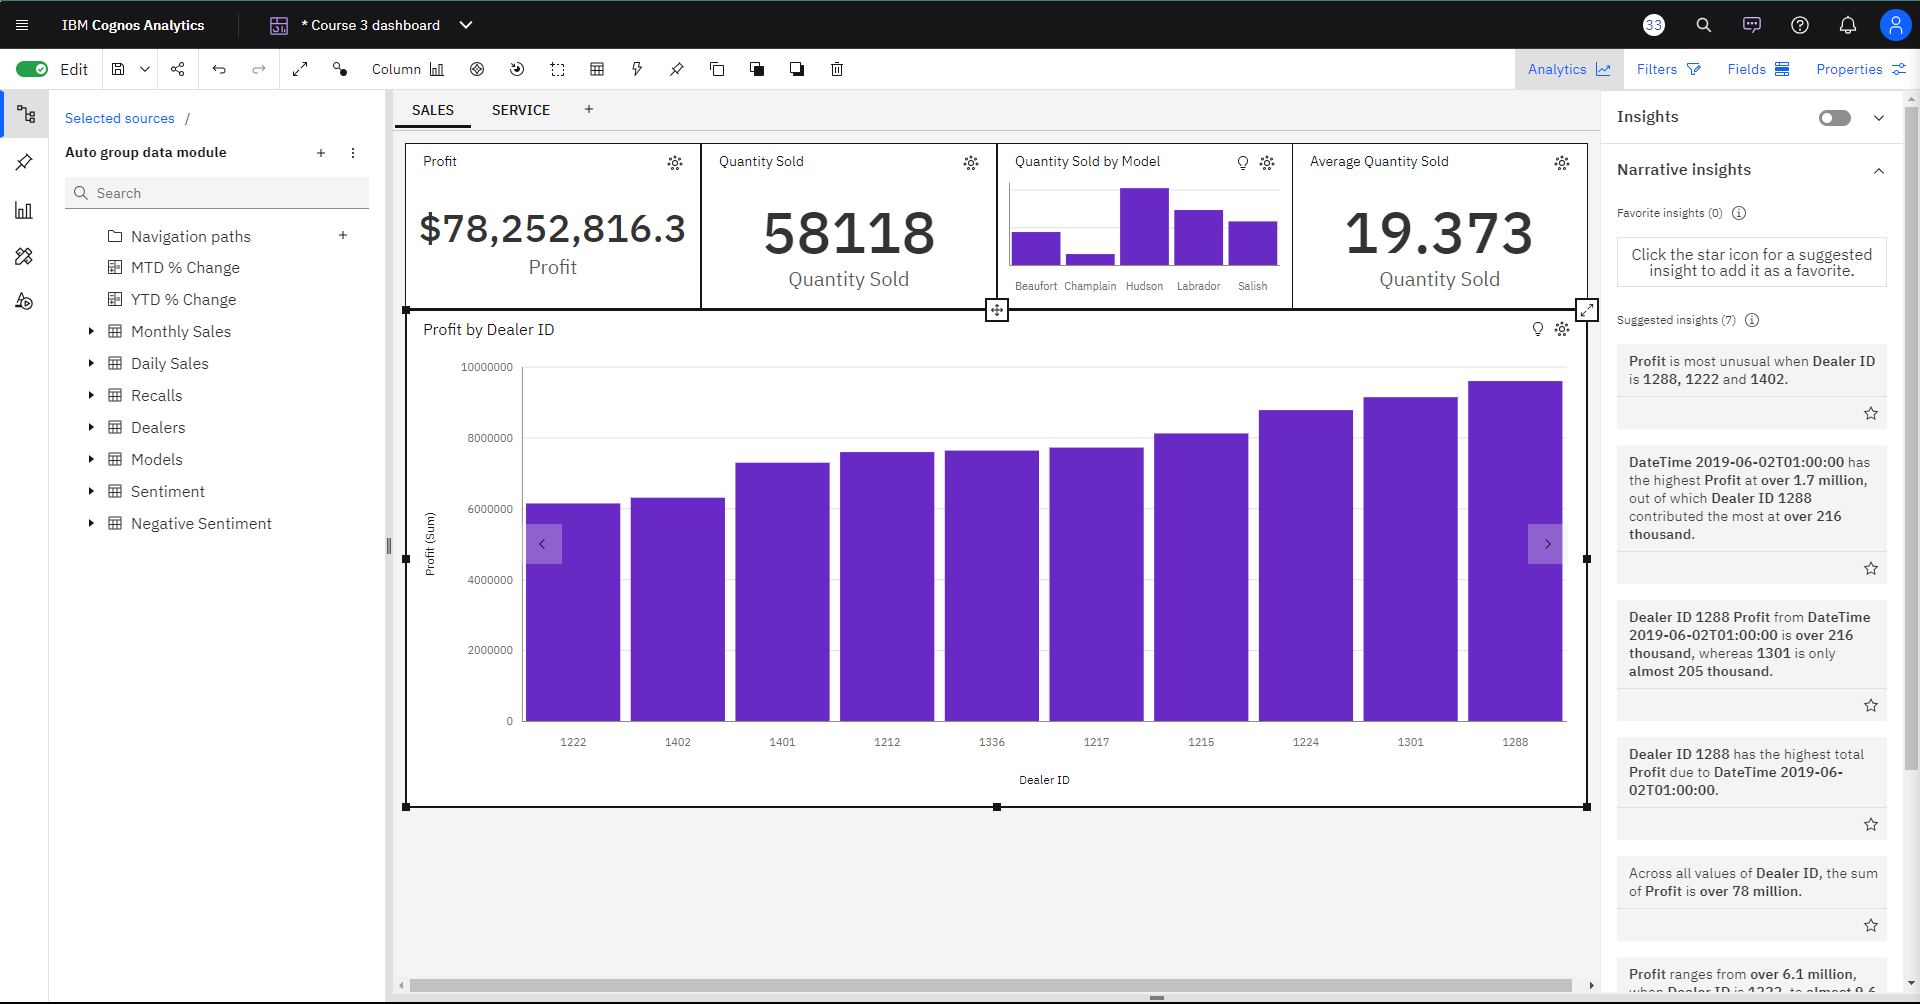 IBM Cognos Analytics
* Course 3 dashboard
33
Edit
Column
Analytics
Filters
Fields
Properties
Selected sources /
Auto group data module
Search
Navigation paths
MTD % Change
YTD % Change
Monthly Sales
Daily Sales
Recalls
Dealers
Models
Sentiment
Negative Sentiment
SALES
SERVICE
Profit
$78,252,816.3
Profit
Quantity Sold
58118
Quantity Sold
Quantity Sold by Model
Beaufort Champlain Hudson Labrador Salish
Average Quantity Sold
19.373
Quantity Sold
Profit by Dealer ID
10000000
8000000
6000000
4000000
2000000
0
Profit (Sum)
1222 1402 1401 1212 1336 1217 1215 1224 1301 1288
Dealer ID
Insights
Narrative insights
Favorite insights (0)
Click the star icon for a suggested
insight to add it as a favorite.
Suggested insights (7)
Profit is most unusual when Dealer ID
is 1288, 1222 and 1402.
DateTime 2019-06-02T01:00:00 has
the highest Profit at over 1.7 million,
out of which Dealer ID 1288
contributed the most at over 216
thousand.
Dealer ID 1288 Profit from DateTime
2019-06-02T01:00:00 is over 216
thousand, whereas 1301 is only
almost 205 thousand.
Dealer ID 1288 has the highest total
Profit due to DateTime 2019-06-
02T01:00:00.
Across all values of Dealer ID, the sum
of Profit is over 78 million.
Profit ranges from over 6.1 million,
when Dealer ID is 1222, to almost 9.6